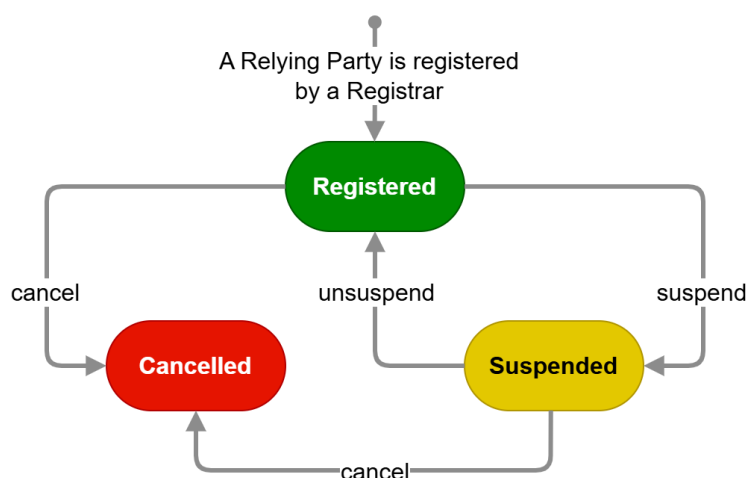 A Relying Party is registered
by a Registrar
Registered
cancel
unsuspend
suspend
Cancelled
Suspended
cancel